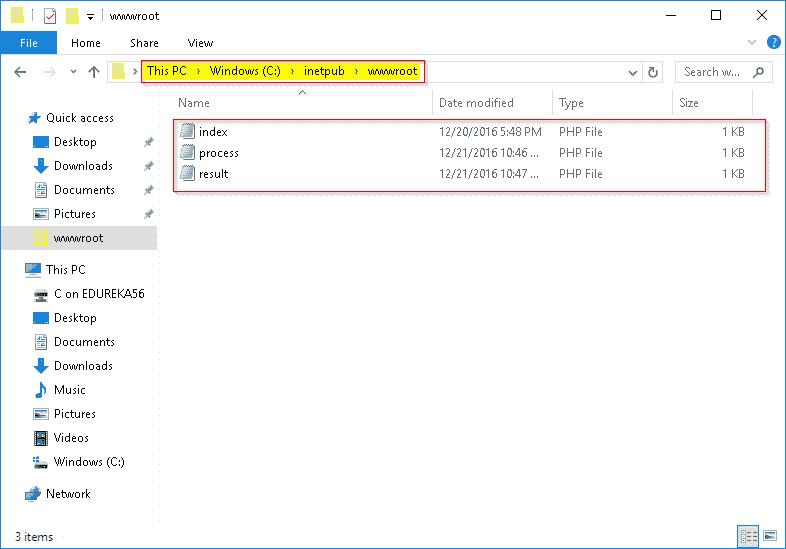 wwwroot
File Home Share View
This PC › Windows (C:) › inetpub › wwwroot
Search w...
Name Date modified Type Size
index 12/20/2016 5:48 PM PHP File 1 KB
process 12/21/2016 10:46 ... PHP File 1 KB
result 12/21/2016 10:47 ... PHP File 1 KB
Quick access
Desktop
Downloads
Documents
Pictures
wwwroot
This PC
C on EDUREKA56
Desktop
Documents
Downloads
Music
Pictures
Videos
Windows (C:)
Network
3 items